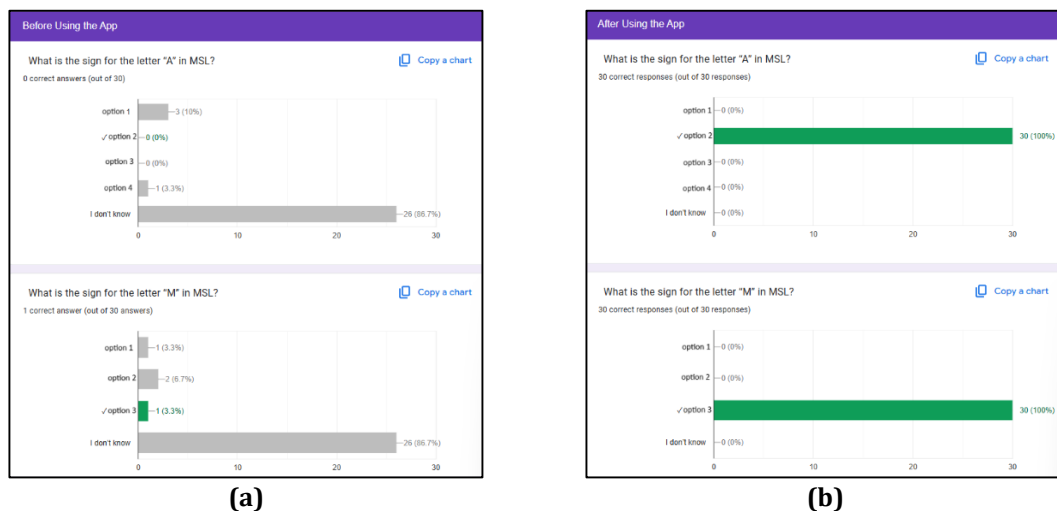 Before Using the App
What is the sign for the letter "A" in MSL?
Copy a chart
0 correct answers (out of 30)
option 1
3 (10%)
✓option 2
0 (0%)
option 3
0 (0%)
option 4
1 (3.3%)
I don't know
26 (86.7%)
0 10 20 30
What is the sign for the letter "M" in MSL?
Copy a chart
1 correct answer (out of 30 answers)
option 1
1 (3.3%)
option 2
2 (6.7%)
✓option 3
1 (3.3%)
I don't know
26 (86.7%)
0 10 20 30
(a)
After Using the App
What is the sign for the letter "A" in MSL?
Copy a chart
30 correct responses (out of 30 responses)
option 1
0 (0%)
✓option 2
30 (100%)
option 3
0 (0%)
option 4
0 (0%)
I don't know
0 (0%)
0 10 20 30
What is the sign for the letter "M" in MSL?
Copy a chart
30 correct responses (out of 30 responses)
option 1
0 (0%)
option 2
0 (0%)
✓option 3
30 (100%)
I don't know
0 (0%)
0 10 20 30
(b)